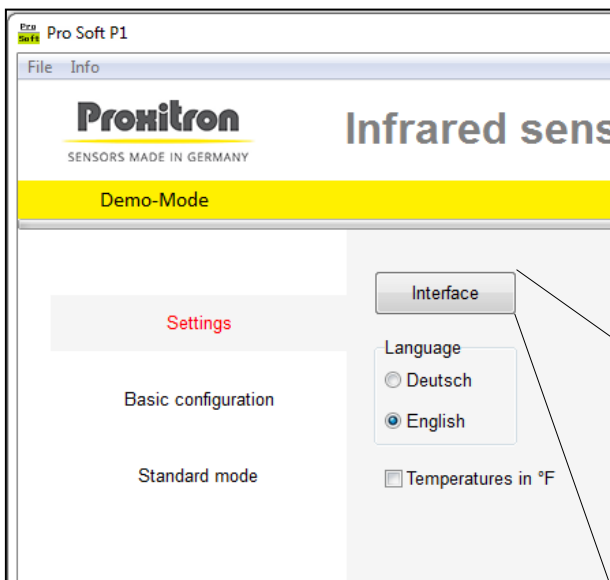 Pro
Soft
Pro Soft P1
File Info
Proxitron
SENSORS MADE IN GERMANY
Infrared sens
Demo-Mode
Interface
Settings
Language
Deutsch
Basic configuration
English
Standard mode
Temperatures in °F